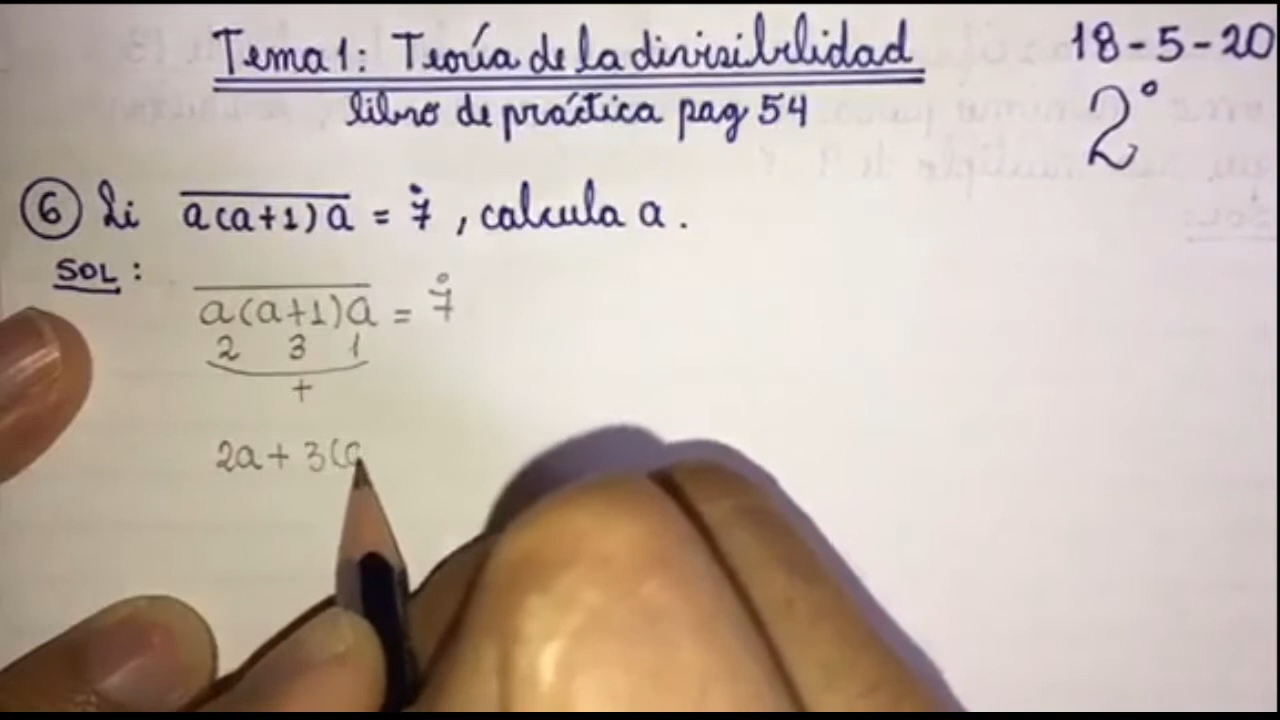 Tema 1: Teoría de la divisibilidad
18-5-20
libro de práctica pag 54
2°
6 Si a(a+1)a = 7̊, calcula a.
SOL:
a(a+1)a = 7̊
2 3 1
+
2a + 3(a